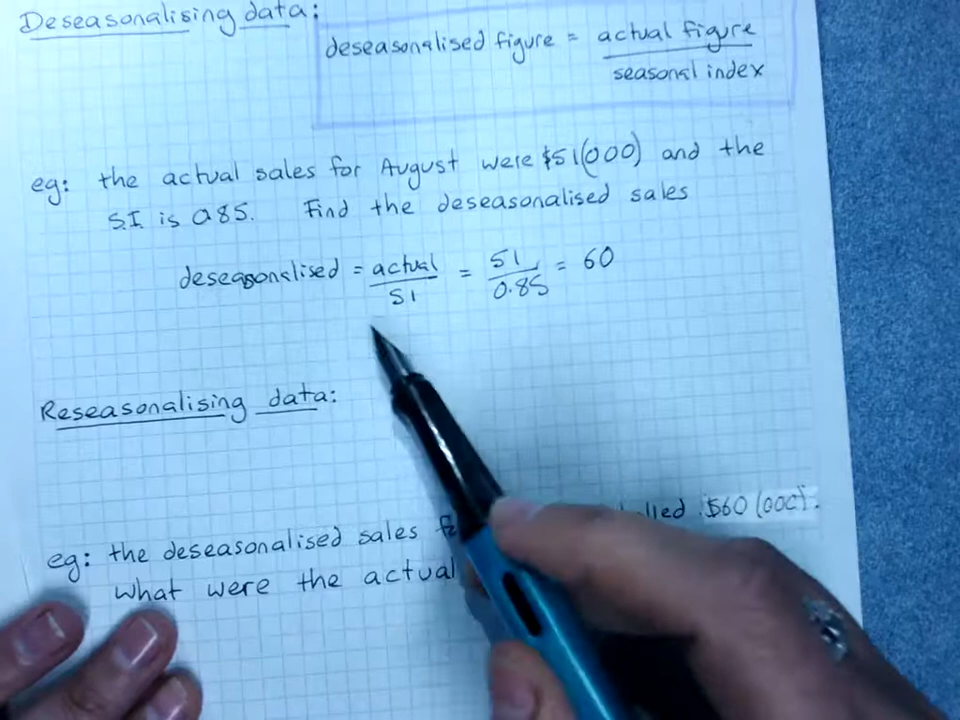 Deseasonalising data:
deseasonalised figure = actual figure
seasonal index
eg: the actual sales for August were $51(000) and the
S.I. is 0.85. Find the deseasonalised sales
deseasonalised = actual / SI = 51 / 0.85 = 60
Reseasonalising data:
eg: the deseasonalised sales $60(000).
what were the actual